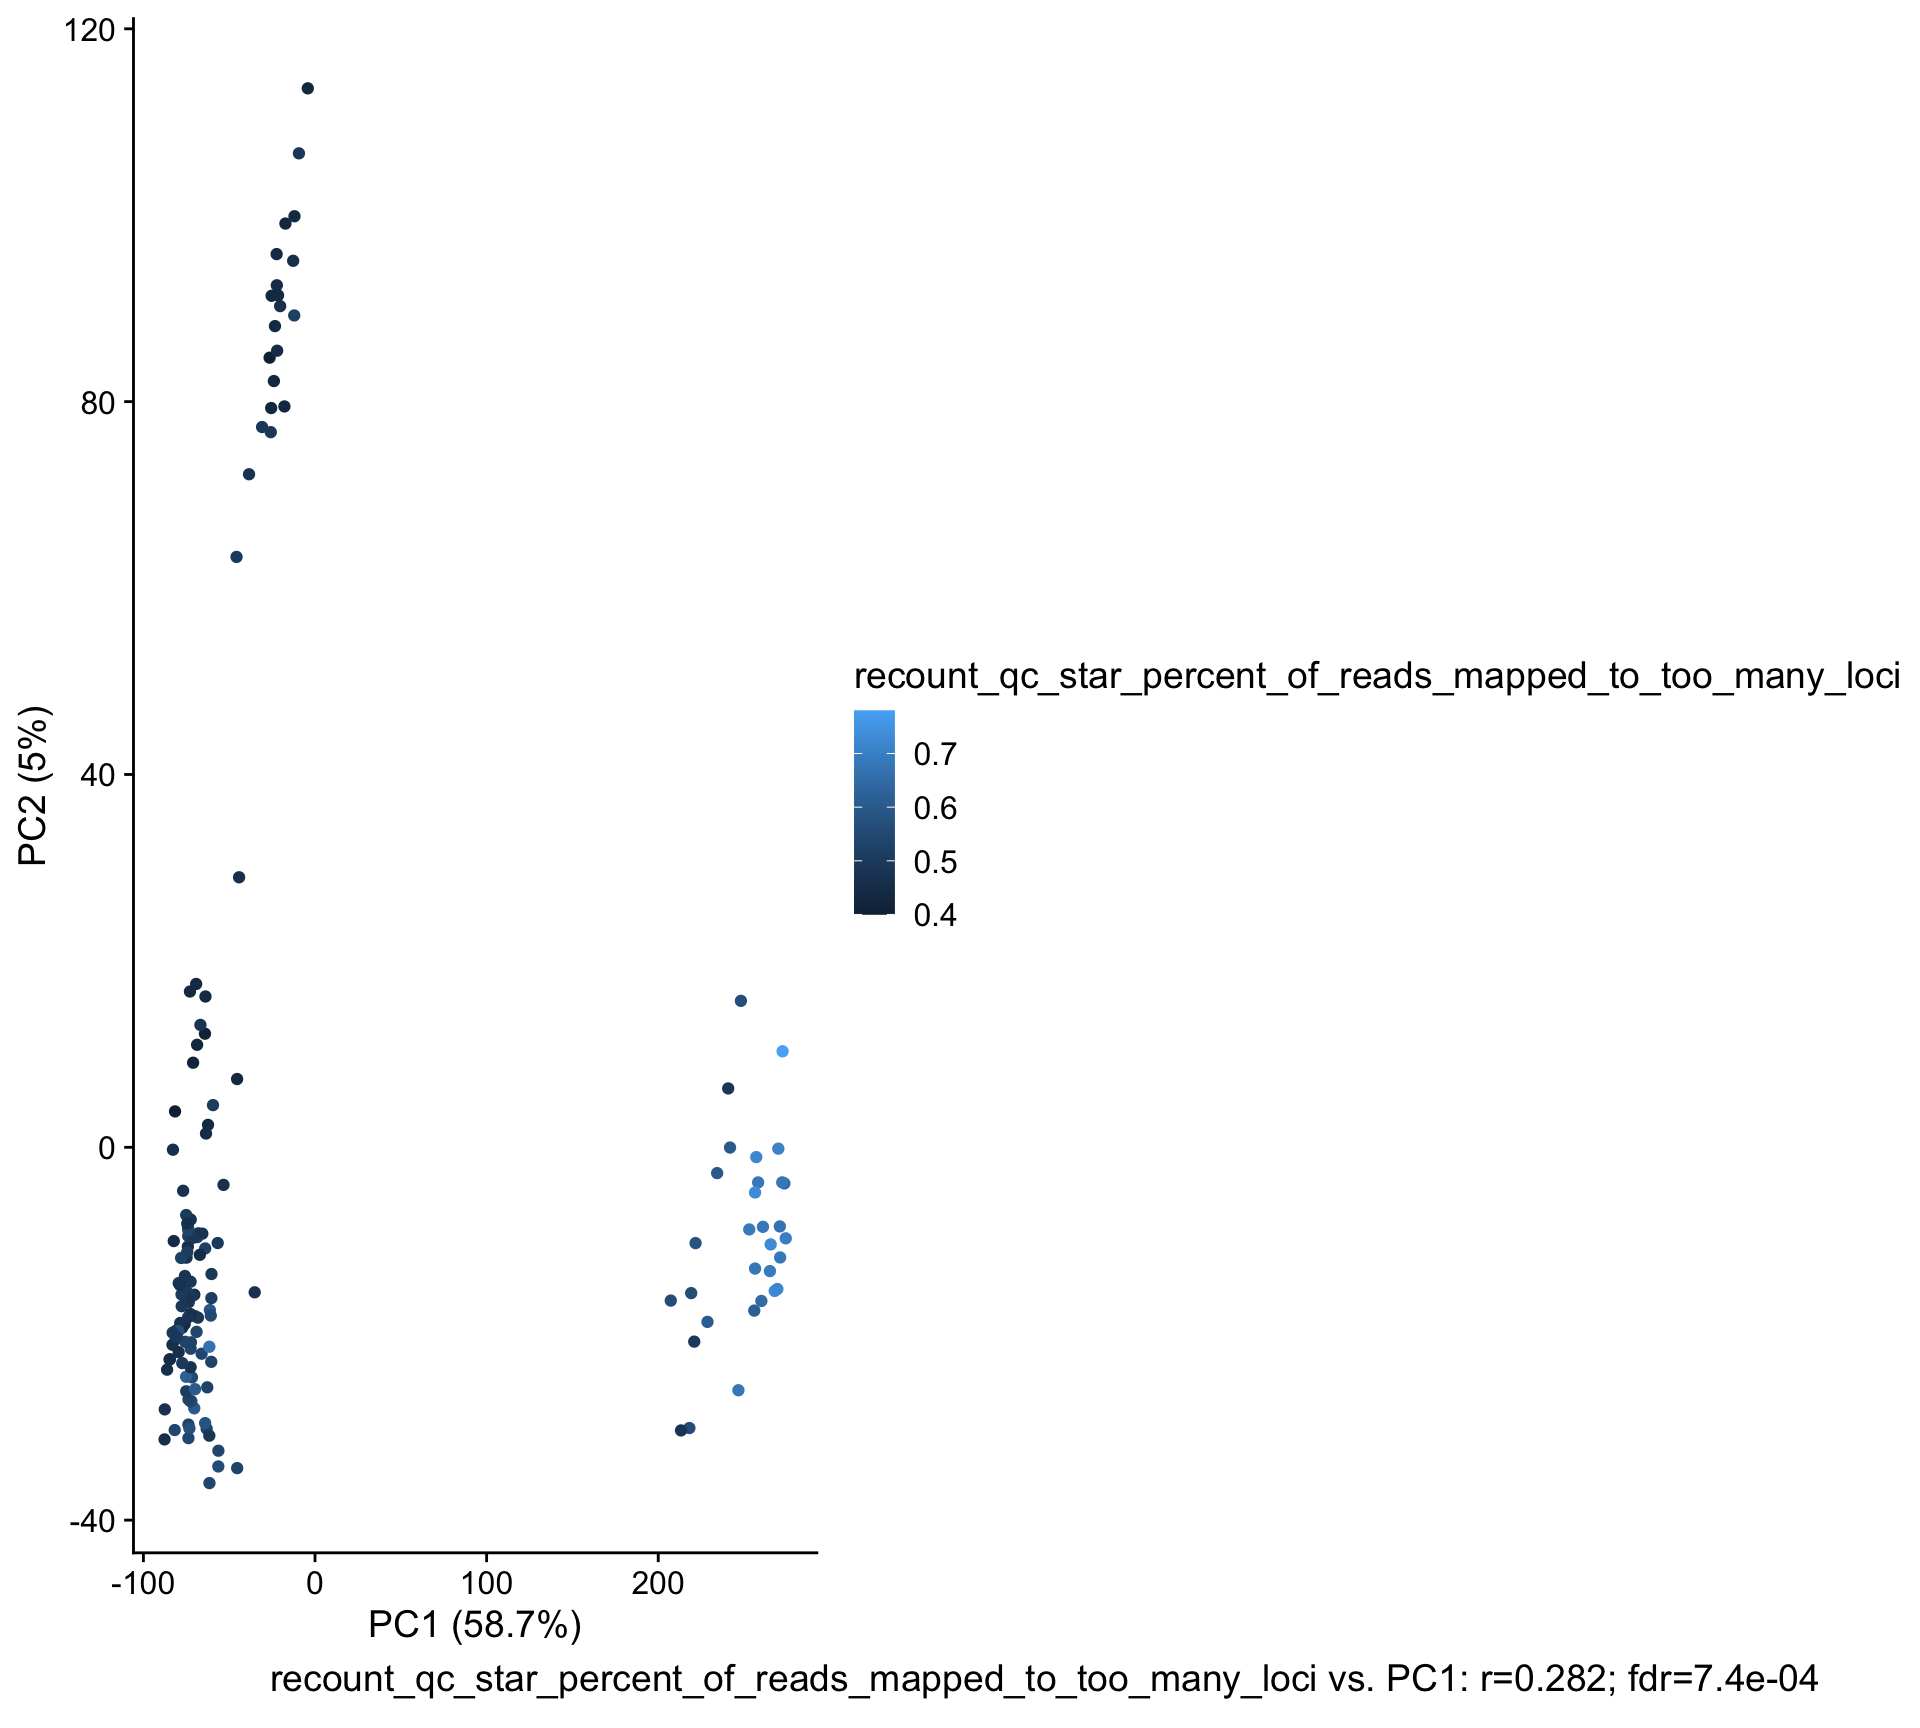 120
80
40
0
-40
PC2 (5%)
-100 0 100 200
PC1 (58.7%)
recount_qc_star_percent_of_reads_mapped_to_too_many_loci
0.7
0.6
0.5
0.4
recount_qc_star_percent_of_reads_mapped_to_too_many_loci vs. PC1: r=0.282; fdr=7.4e-04